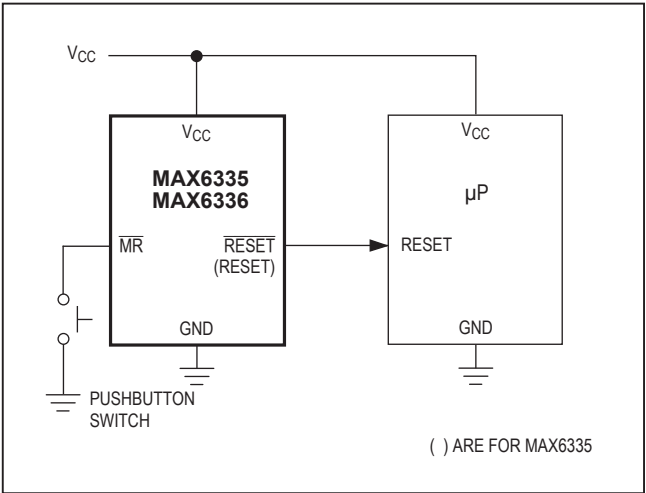 VCC
VCC
MAX6335
MAX6336
MR
RESET
(RESET)
GND
VCC
μP
RESET
GND
PUSHBUTTON
SWITCH
( ) ARE FOR MAX6335